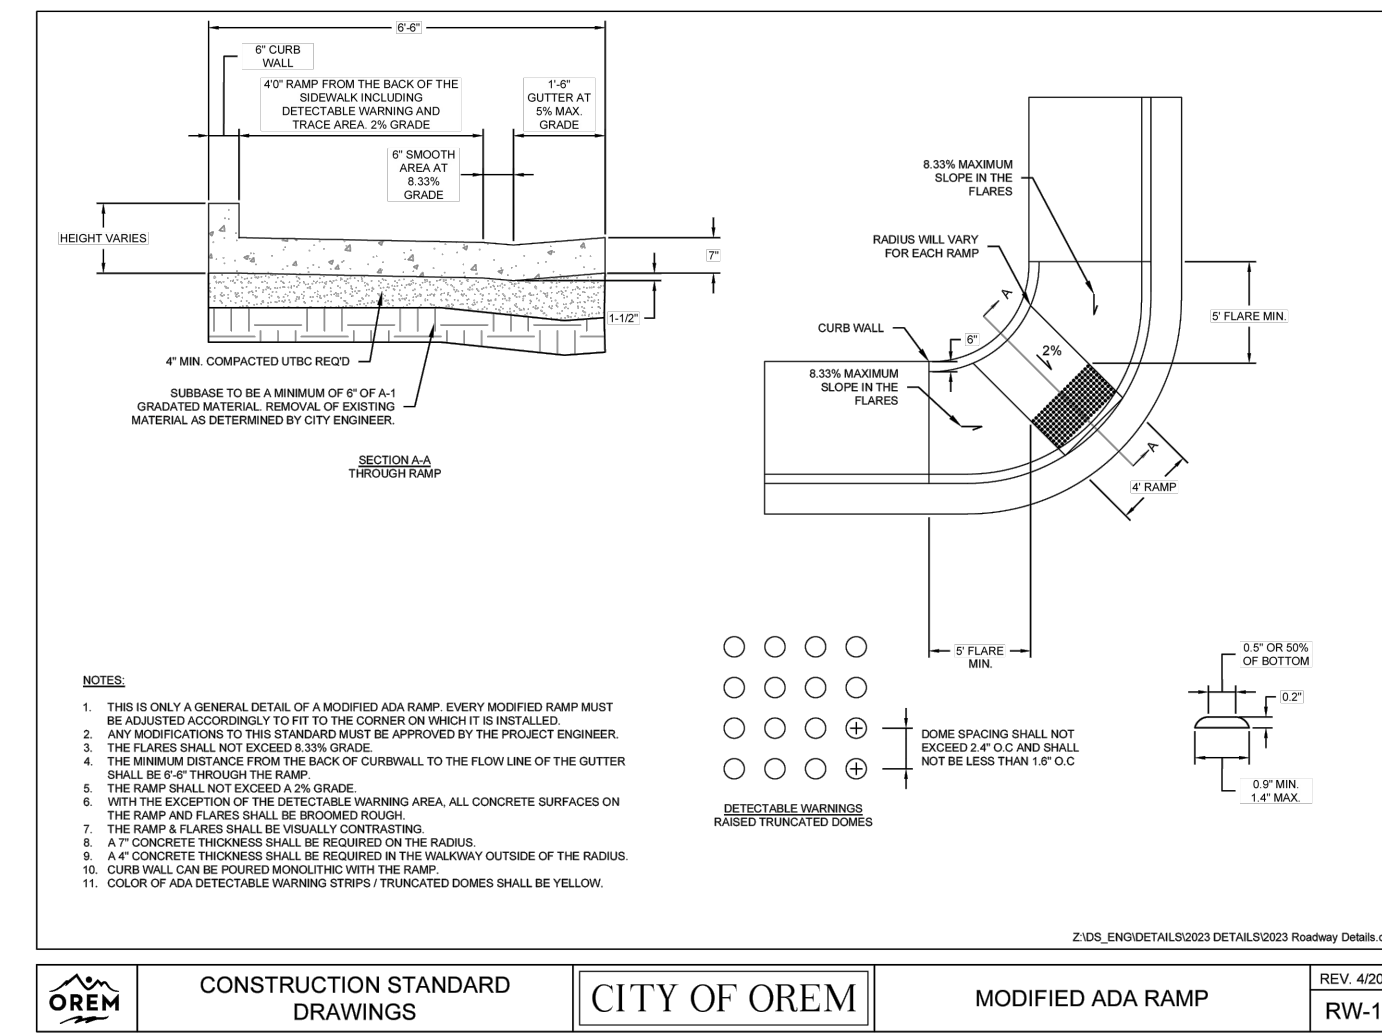 6'-6"
6" CURB
WALL
4'0" RAMP FROM THE BACK OF THE
SIDEWALK INCLUDING
DETECTABLE WARNING AND
TRACE AREA. 2% GRADE
1'-6"
GUTTER AT
5% MAX.
GRADE
6" SMOOTH
AREA AT
8.33%
GRADE
HEIGHT VARIES
7"
1-1/2"
4" MIN. COMPACTED UTBC REQ'D
SUBBASE TO BE A MINIMUM OF 6" OF A-1
GRADATED MATERIAL. REMOVAL OF EXISTING
MATERIAL AS DETERMINED BY CITY ENGINEER.
SECTION A-A
THROUGH RAMP
8.33% MAXIMUM
SLOPE IN THE
FLARES
RADIUS WILL VARY
FOR EACH RAMP
A
5' FLARE MIN.
CURB WALL
6"
2%
8.33% MAXIMUM
SLOPE IN THE
FLARES
A
4' RAMP
5' FLARE
MIN.
DOME SPACING SHALL NOT
EXCEED 2.4" O.C AND SHALL
NOT BE LESS THAN 1.6" O.C
DETECTABLE WARNINGS
RAISED TRUNCATED DOMES
0.5" OR 50%
OF BOTTOM
0.2"
0.9" MIN.
1.4" MAX.
NOTES:
1. THIS IS ONLY A GENERAL DETAIL OF A MODIFIED ADA RAMP. EVERY MODIFIED RAMP MUST
BE ADJUSTED ACCORDINGLY TO FIT TO THE CORNER ON WHICH IT IS INSTALLED.
2. ANY MODIFICATIONS TO THIS STANDARD MUST BE APPROVED BY THE PROJECT ENGINEER.
3. THE FLARES SHALL NOT EXCEED 8.33% GRADE.
4. THE MINIMUM DISTANCE FROM THE BACK OF CURBWALL TO THE FLOW LINE OF THE GUTTER
SHALL BE 6'-6" THROUGH THE RAMP.
5. THE RAMP SHALL NOT EXCEED A 2% GRADE.
6. WITH THE EXCEPTION OF THE DETECTABLE WARNING AREA, ALL CONCRETE SURFACES ON
THE RAMP AND FLARES SHALL BE BROOMED ROUGH.
7. THE RAMP & FLARES SHALL BE VISUALLY CONTRASTING.
8. A 7" CONCRETE THICKNESS SHALL BE REQUIRED ON THE RADIUS.
9. A 4" CONCRETE THICKNESS SHALL BE REQUIRED IN THE WALKWAY OUTSIDE OF THE RADIUS.
10. CURB WALL CAN BE POURED MONOLITHIC WITH THE RAMP.
11. COLOR OF ADA DETECTABLE WARNING STRIPS / TRUNCATED DOMES SHALL BE YELLOW.
Z:\DS_ENG\DETAILS\2023 DETAILS\2023 Roadway Details.
OREM
CONSTRUCTION STANDARD
DRAWINGS
CITY OF OREM
MODIFIED ADA RAMP
REV. 4/20
RW-1